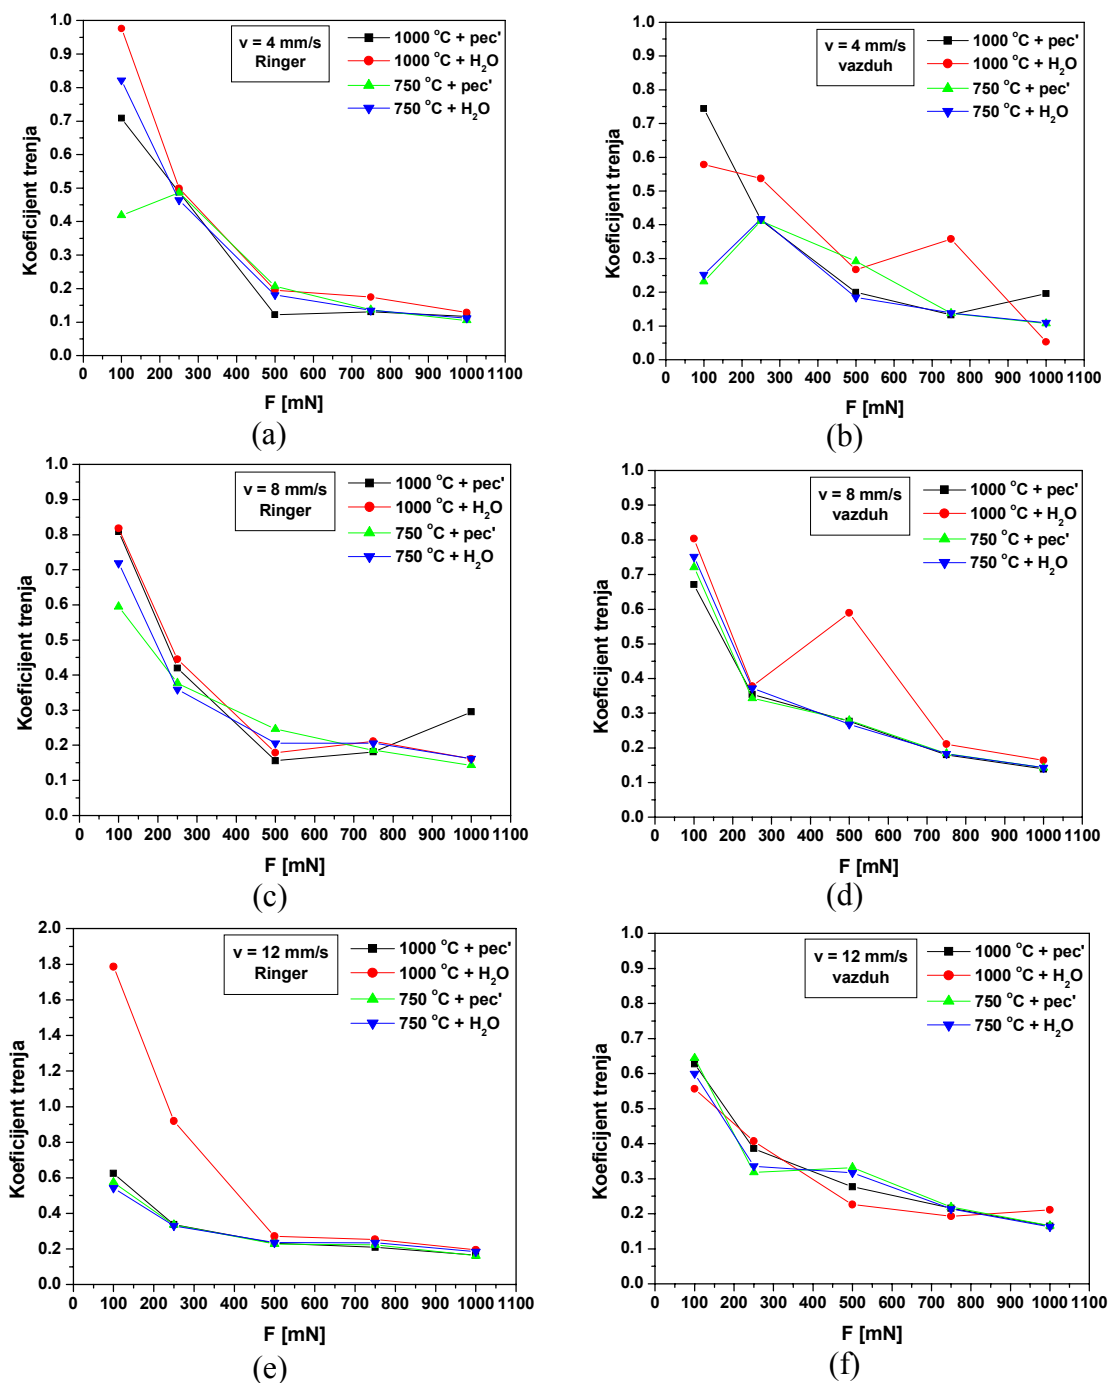 v = 4 mm/s
Ringer
1000 °C + pec'
1000 °C + H₂O
750 °C + pec'
750 °C + H₂O
Koeficijent trenja
1.0
0.9
0.8
0.7
0.6
0.5
0.4
0.3
0.2
0.1
0.0
0 100 200 300 400 500 600 700 800 900 1000 1100
F [mN]
(a)
v = 4 mm/s
vazduh
1000 °C + pec'
1000 °C + H₂O
750 °C + pec'
750 °C + H₂O
Koeficijent trenja
1.0
0.9
0.8
0.7
0.6
0.5
0.4
0.3
0.2
0.1
0.0
0 100 200 300 400 500 600 700 800 900 1000 1100
F [mN]
(b)
v = 8 mm/s
Ringer
1000 °C + pec'
1000 °C + H₂O
750 °C + pec'
750 °C + H₂O
Koeficijent trenja
1.0
0.9
0.8
0.7
0.6
0.5
0.4
0.3
0.2
0.1
0.0
0 100 200 300 400 500 600 700 800 900 1000 1100
F [mN]
(c)
v = 8 mm/s
vazduh
1000 °C + pec'
1000 °C + H₂O
750 °C + pec'
750 °C + H₂O
Koeficijent trenja
1.0
0.9
0.8
0.7
0.6
0.5
0.4
0.3
0.2
0.1
0.0
0 100 200 300 400 500 600 700 800 900 1000 1100
F [mN]
(d)
v = 12 mm/s
Ringer
1000 °C + pec'
1000 °C + H₂O
750 °C + pec'
750 °C + H₂O
Koeficijent trenja
2.0
1.8
1.6
1.4
1.2
1.0
0.8
0.6
0.4
0.2
0.0
0 100 200 300 400 500 600 700 800 900 1000 1100
F [mN]
(e)
v = 12 mm/s
vazduh
1000 °C + pec'
1000 °C + H₂O
750 °C + pec'
750 °C + H₂O
Koeficijent trenja
1.0
0.9
0.8
0.7
0.6
0.5
0.4
0.3
0.2
0.1
0.0
0 100 200 300 400 500 600 700 800 900 1000 1100
F [mN]
(f)